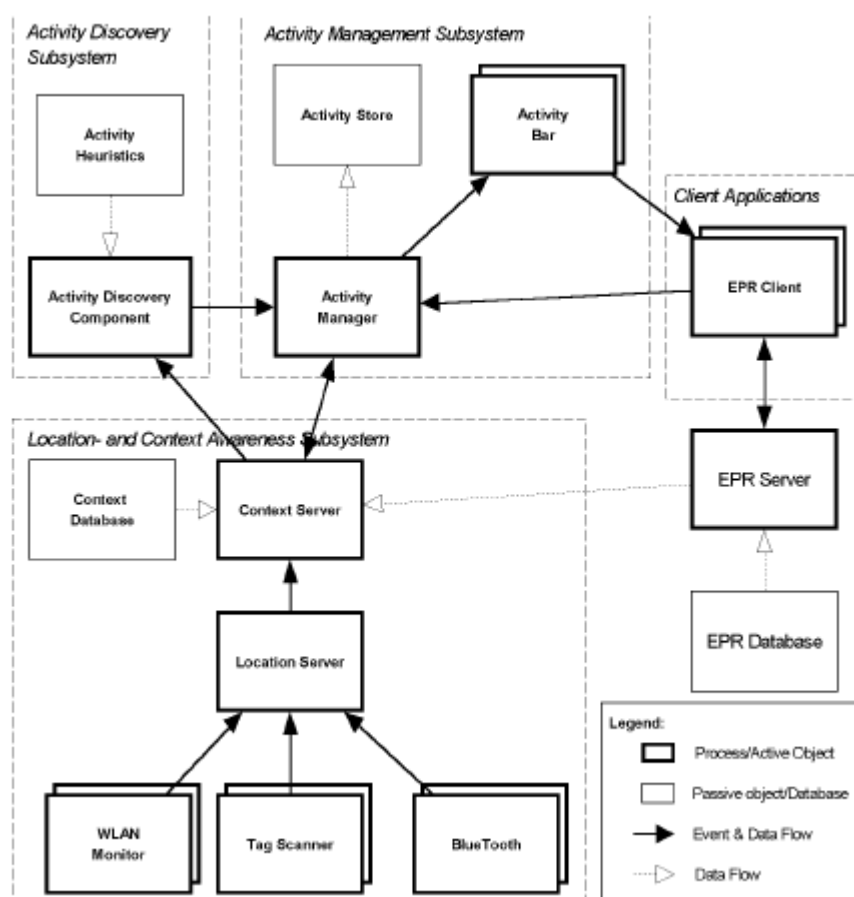 Activity Discovery
Subsystem
Activity Management Subsystem
Activity
Heuristics
Activity Store
Activity
Bar
Client Applications
Activity Discovery
Component
Activity
Manager
EPR Client
Location- and Context Awareness Subsystem
Context
Database
Context Server
EPR Server
Location Server
EPR Database
WLAN
Monitor
Tag Scanner
BlueTooth
Legend:
Process/Active Object
Passive object/Database
Event & Data Flow
Data Flow